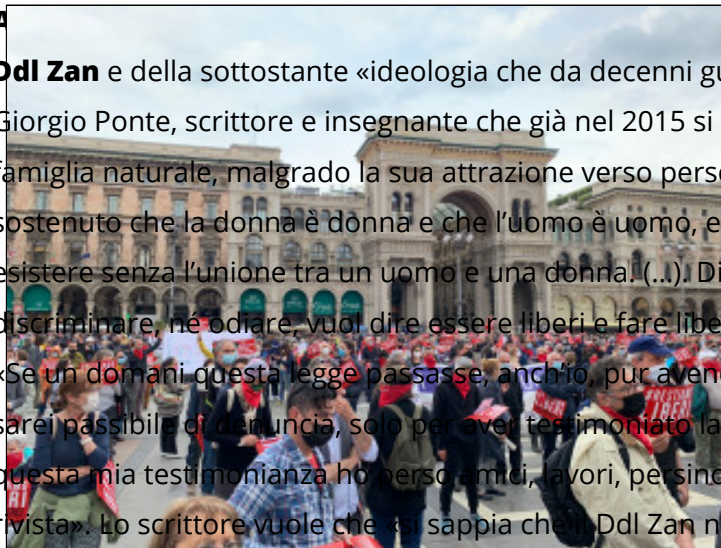 A
Ddl Zan e della sottostante «ideologia che da decenni gu
Giorgio Ponte, scrittore e insegnante che già nel 2015 si
famiglia naturale, malgrado la sua attrazione verso perso
sostenuto che la donna è donna e che l'uomo è uomo, e
esistere senza l'unione tra un uomo e una donna. (...). Di
discriminare, né odiare, vuol dire essere liberi e fare libe
«Se un domani questa legge passasse, anch'io, pur aven
sarei passibile di denuncia, solo per aver testimoniato la
questa mia testimonianza ho perso amici, lavori, persino
rivista». Lo scrittore vuole che «si sappia che il Ddl Zan n